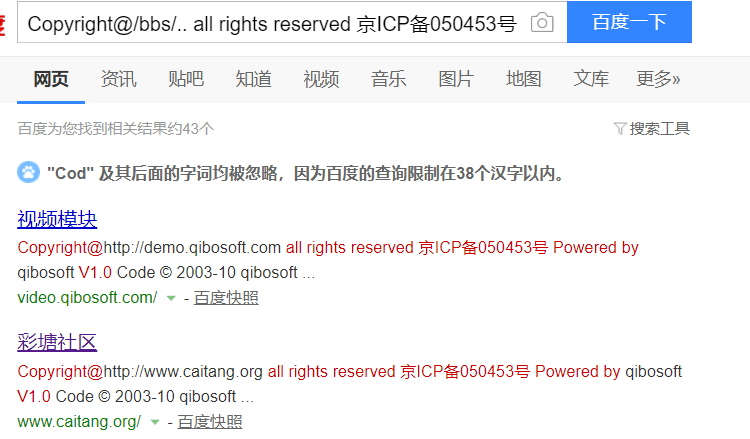 Copyright@/bbs/.. all rights reserved 京ICP备050453号
百度一下
网页 资讯 贴吧 知道 视频 音乐 图片 地图 文库 更多»
百度为您找到相关结果约43个 搜索工具
"Cod" 及其后面的字词均被忽略，因为百度的查询限制在38个汉字以内。
视频模块
Copyright@http://demo.qibosoft.com all rights reserved 京ICP备050453号 Powered by
qibosoft V1.0 Code © 2003-10 qibosoft ...
video.qibosoft.com/ - 百度快照
彩塘社区
Copyright@http://www.caitang.org all rights reserved 京ICP备050453号 Powered by qibosoft
V1.0 Code © 2003-10 qibosoft ...
www.caitang.org/ - 百度快照